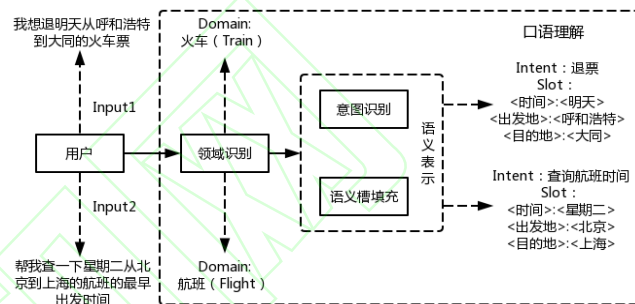 我想退明天从呼和浩特
到大同的火车票
Domain:
火车（Train）
口语理解
Input1
意图识别
Intent：退票
Slot：
<时间>:<明天>
<出发地>:<呼和浩特>
<目的地>:<大同>
用户
领域识别
语义表示
语义槽填充
Input2
Intent：查询航班时间
Slot：
<时间>:<星期二>
<出发地>:<北京>
<目的地>:<上海>
帮我查一下星期二从北
京到上海的航班的最早
出发时间
Domain:
航班（Flight）